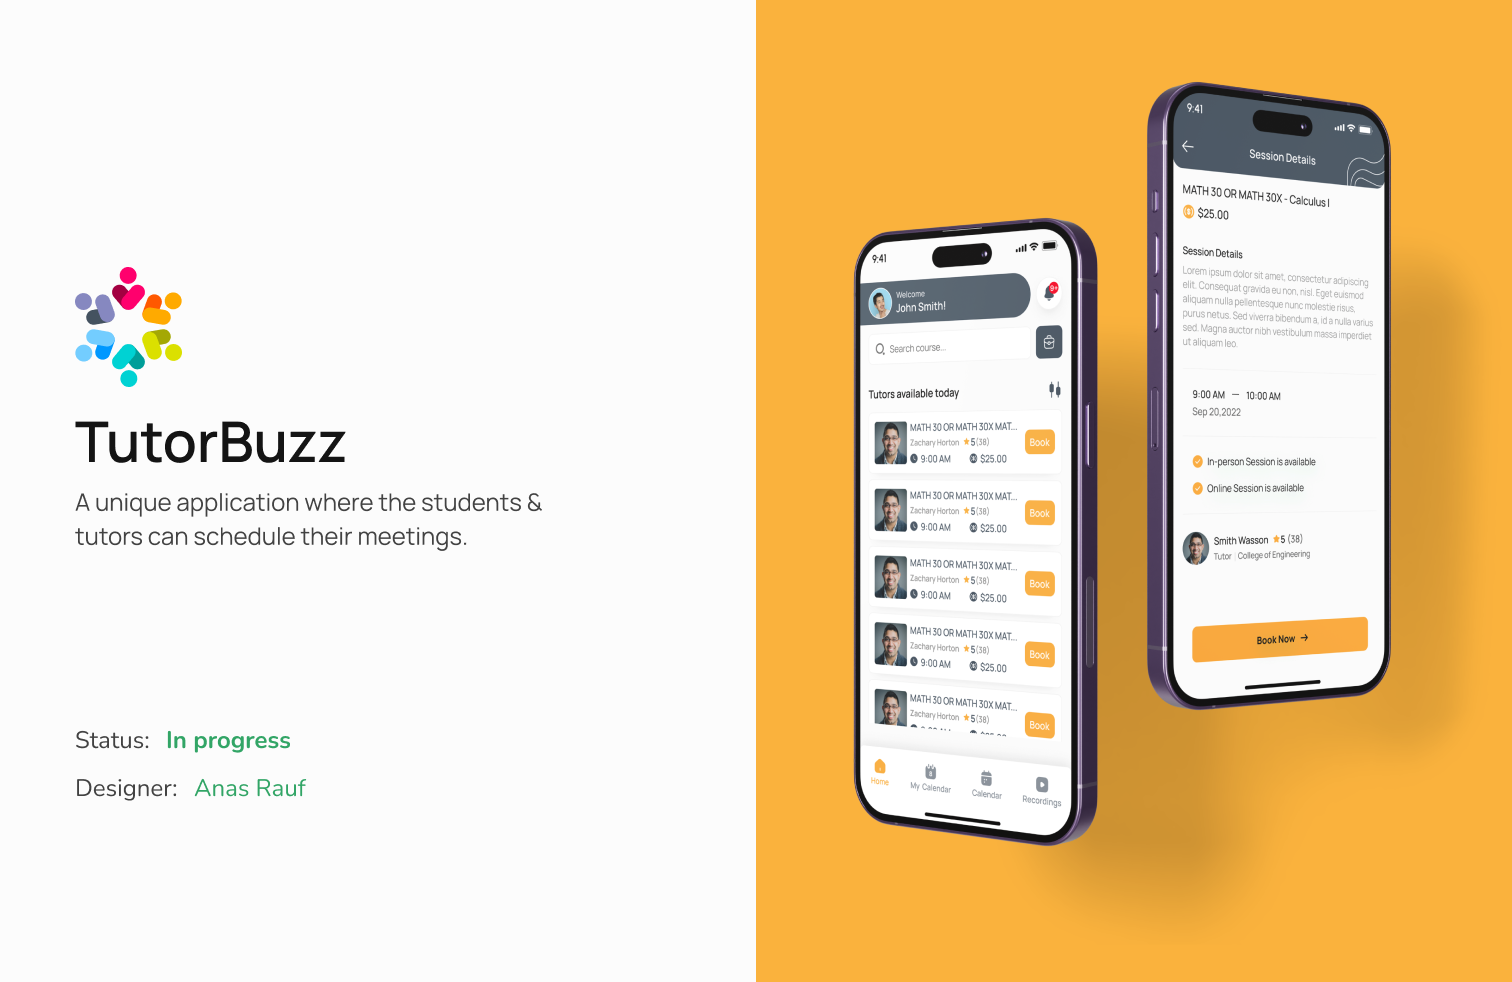 TutorBuzz
A unique application where the students &
tutors can schedule their meetings.
Status: In progress
Designer: Anas Rauf
9:41
Welcome
John Smith!
9+
Search course...
Tutors available today
MATH 30 OR MATH 30X MAT...
Zachary Horton 5 (38)
9:00 AM $25.00
Book
MATH 30 OR MATH 30X MAT...
Zachary Horton 5 (38)
9:00 AM $25.00
Book
MATH 30 OR MATH 30X MAT...
Zachary Horton 5 (38)
9:00 AM $25.00
Book
MATH 30 OR MATH 30X MAT...
Zachary Horton 5 (38)
9:00 AM $25.00
Book
MATH 30 OR MATH 30X MAT...
Zachary Horton 5 (38)
Book
Home My Calendar Calendar Recordings
9:41
Session Details
MATH 30 OR MATH 30X - Calculus I
$25.00
Session Details
Lorem ipsum dolor sit amet, consectetur adipiscing
elit. Consequat gravida eu non, nisl. Eget euismod
aliquam nulla pellentesque nunc molestie risus,
purus netus. Sed viverra bibendum a, id a nulla varius
sed. Magna auctor nibh vestibulum massa imperdiet
ut aliquam leo.
9:00 AM — 10:00 AM
Sep 20,2022
In-person Session is available
Online Session is available
Smith Wasson 5 (38)
Tutor | College of Engineering
Book Now →